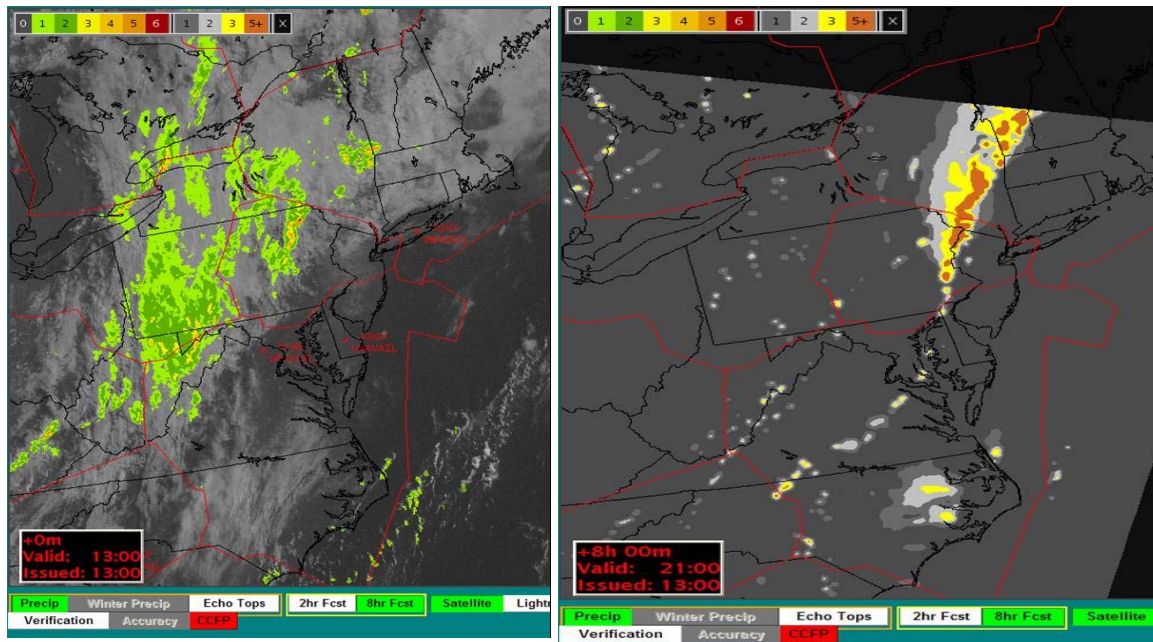 0 1 2 3 4 5 6 1 2 3 5+ X
+0m
Valid: 13:00
Issued: 13:00
Precip Winter Precip Echo Tops 2hr Fcst 8hr Fcst Satellite Lightn
Verification Accuracy CCFP
0 1 2 3 4 5 6 1 2 3 5+ X
+8h 00m
Valid: 21:00
Issued: 13:00
Precip Winter Precip Echo Tops 2hr Fcst 8hr Fcst Satellite
Verification Accuracy CCFP